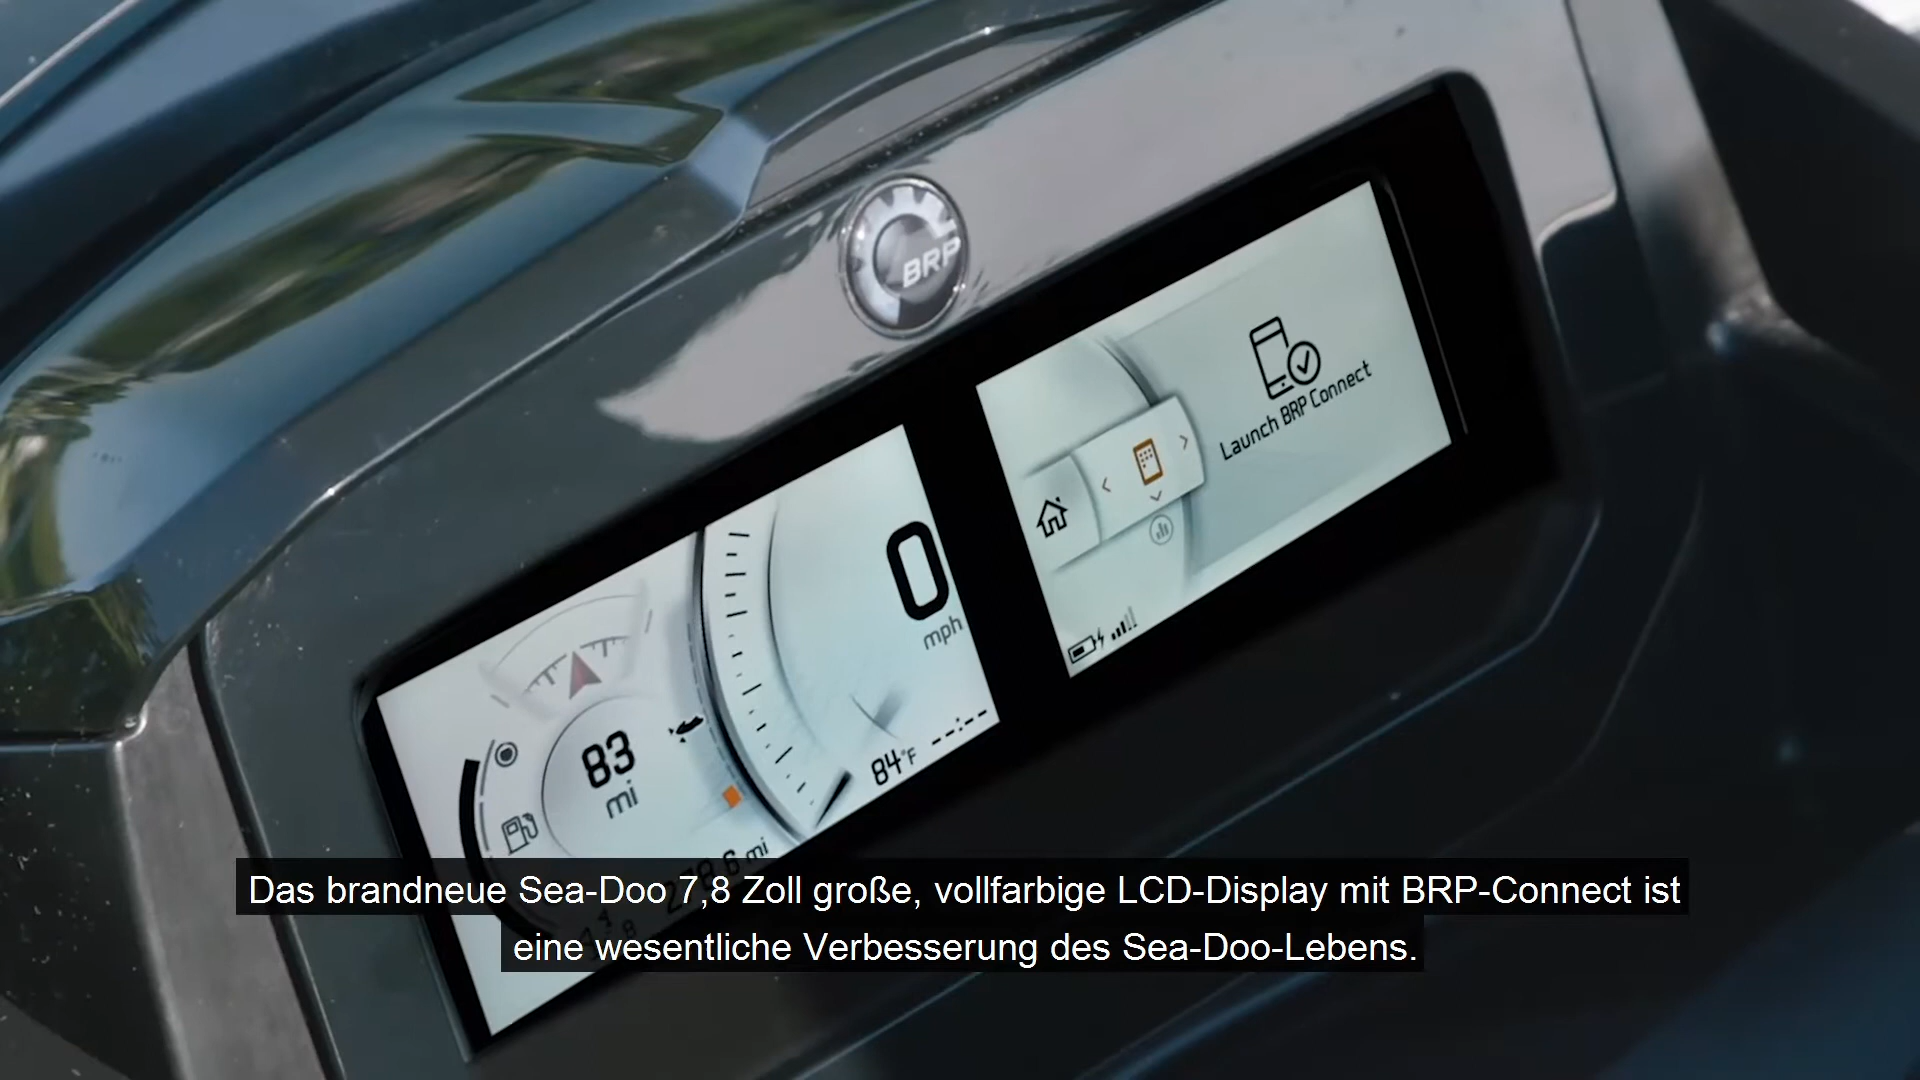 BRP
Launch BRP Connect
0
mph
83
mi
84°F --:--
Das brandneue Sea-Doo 7,8 Zoll große, vollfarbige LCD-Display mit BRP-Connect ist
eine wesentliche Verbesserung des Sea-Doo-Lebens.